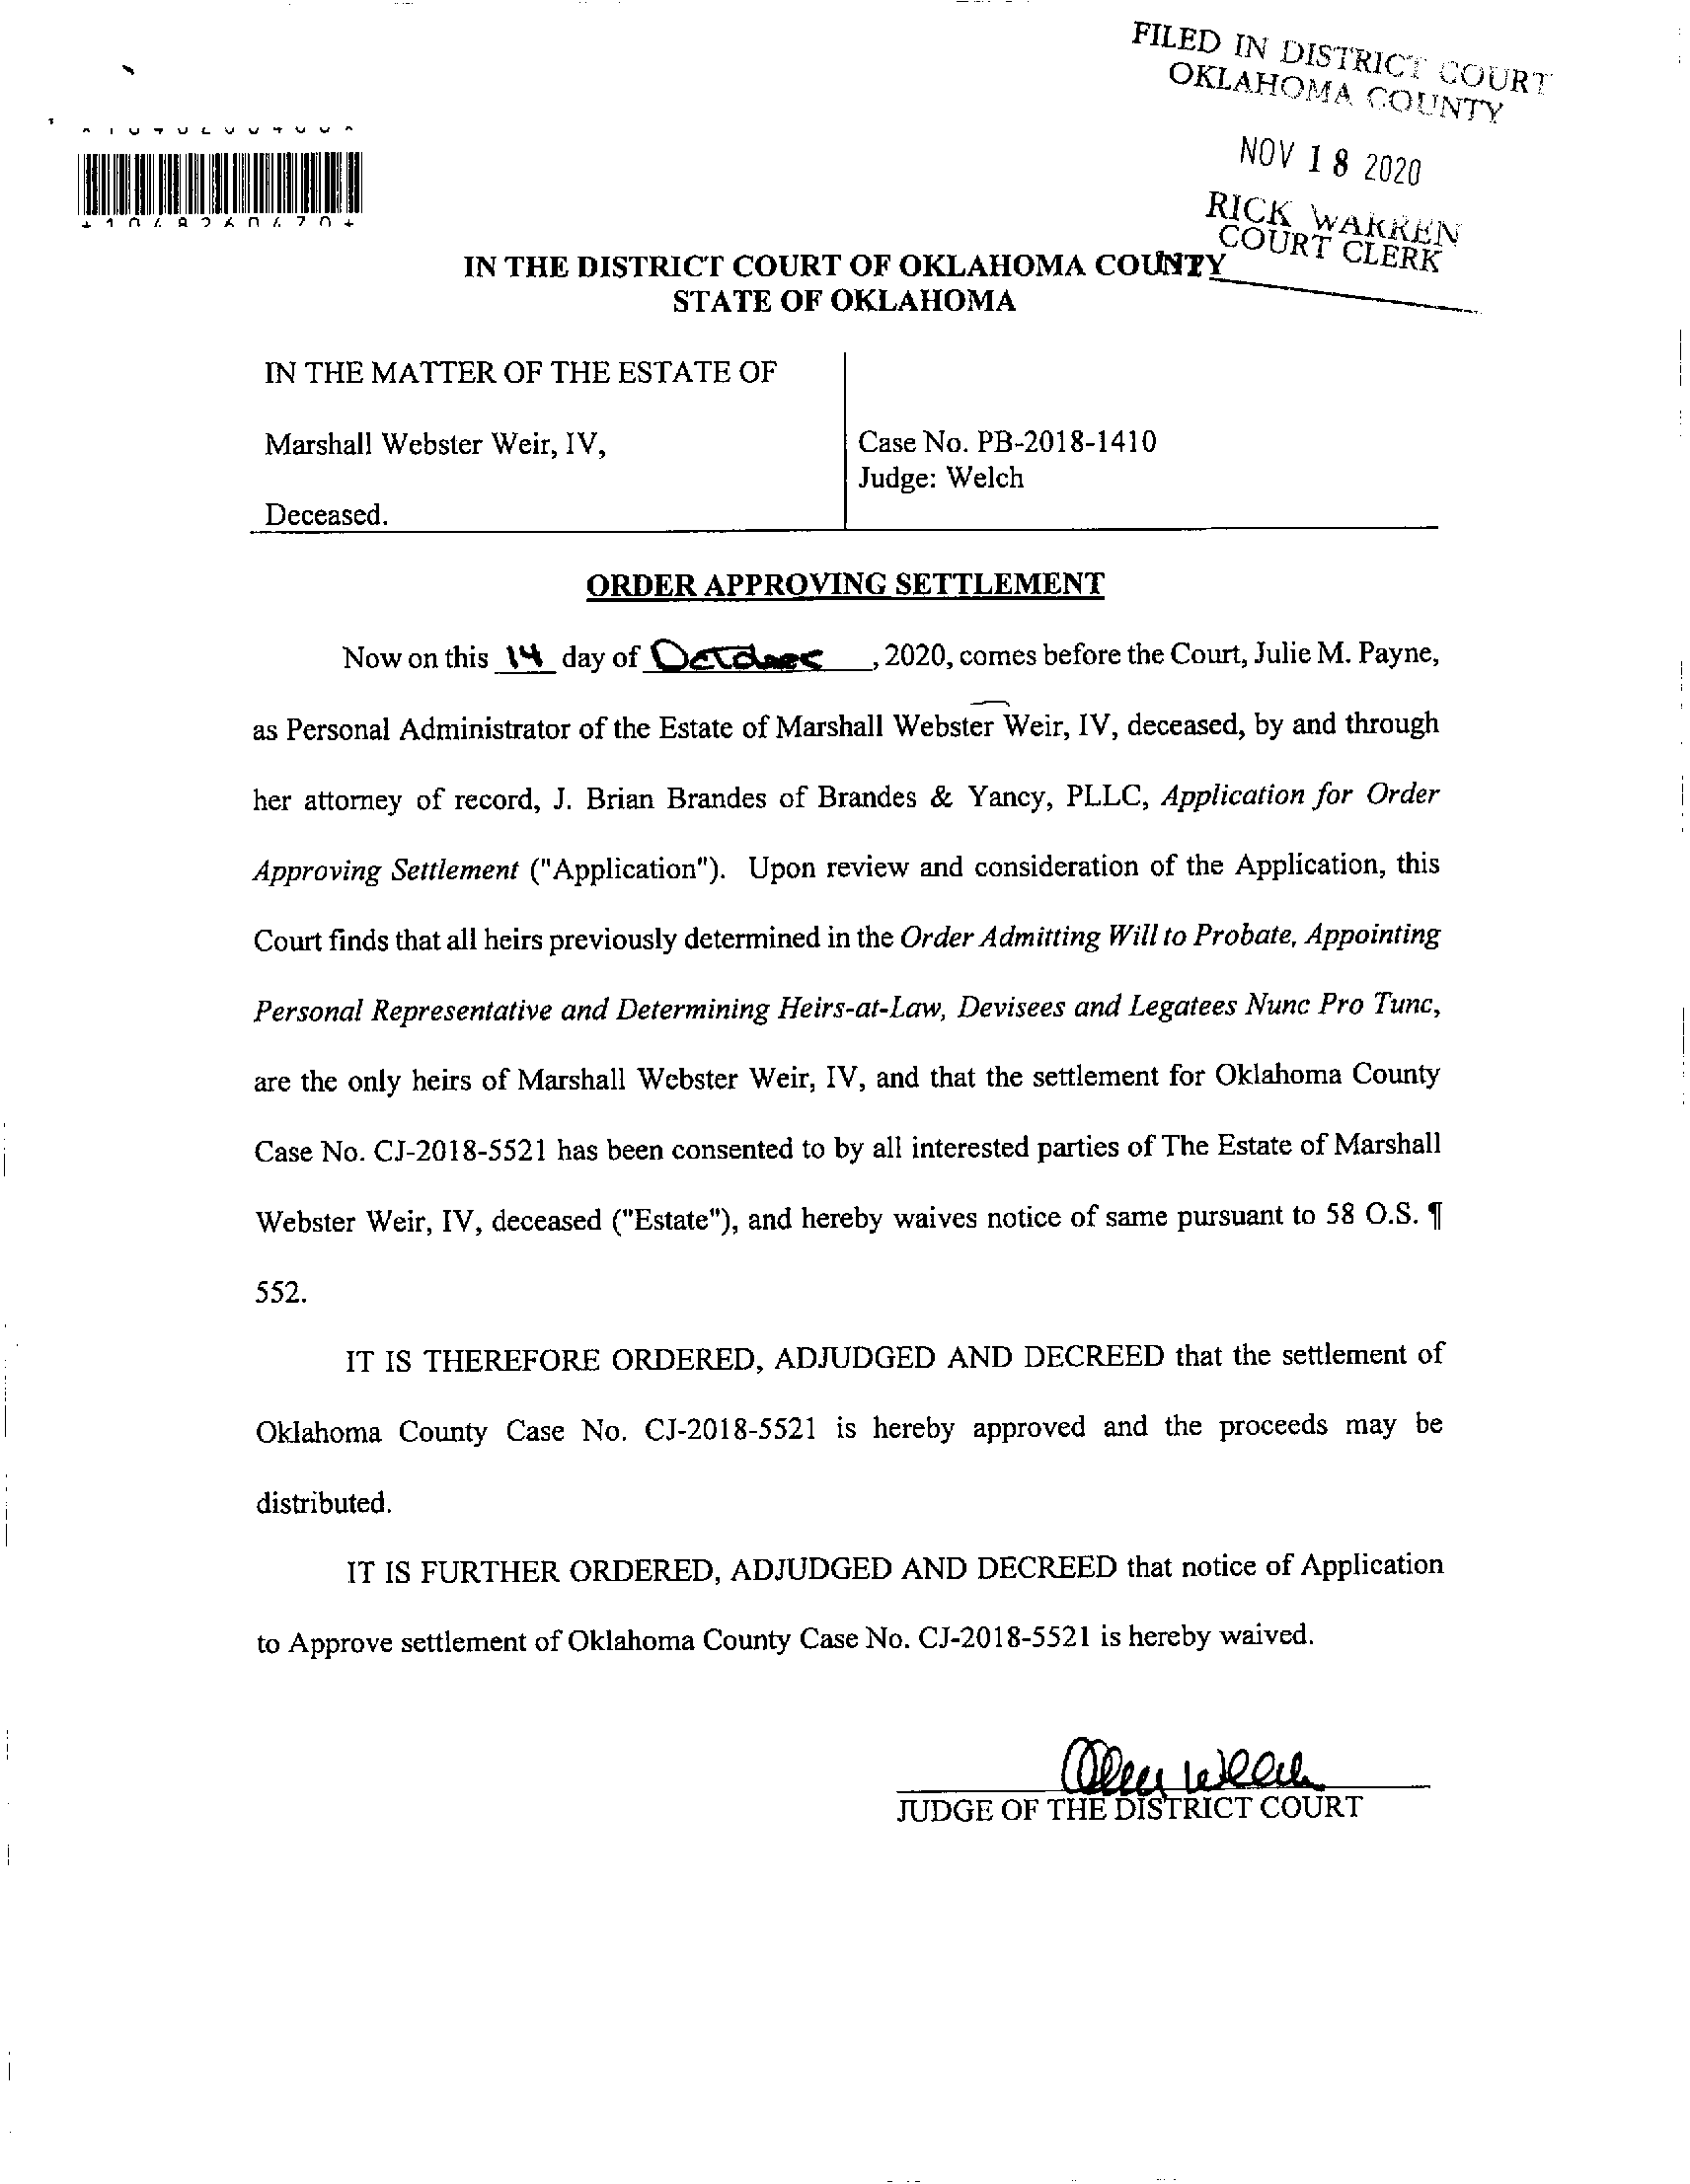 FILED IN DISTRICT COURT
OKLAHOMA COUNTY
NOV 18 2020
RICK WARREN
COURT CLERK
IN THE DISTRICT COURT OF OKLAHOMA COUNTY
STATE OF OKLAHOMA
IN THE MATTER OF THE ESTATE OF
Marshall Webster Weir, IV,
Deceased.
Case No. PB-2018-1410
Judge: Welch
ORDER APPROVING SETTLEMENT
Now on this 14 day of October, 2020, comes before the Court, Julie M. Payne,
as Personal Administrator of the Estate of Marshall Webster Weir, IV, deceased, by and through
her attorney of record, J. Brian Brandes of Brandes & Yancy, PLLC, Application for Order
Approving Settlement ("Application"). Upon review and consideration of the Application, this
Court finds that all heirs previously determined in the Order Admitting Will to Probate, Appointing
Personal Representative and Determining Heirs-at-Law, Devisees and Legatees Nunc Pro Tunc,
are the only heirs of Marshall Webster Weir, IV, and that the settlement for Oklahoma County
Case No. CJ-2018-5521 has been consented to by all interested parties of The Estate of Marshall
Webster Weir, IV, deceased ("Estate"), and hereby waives notice of same pursuant to 58 O.S. ¶
552.
IT IS THEREFORE ORDERED, ADJUDGED AND DECREED that the settlement of
Oklahoma County Case No. CJ-2018-5521 is hereby approved and the proceeds may be
distributed.
IT IS FURTHER ORDERED, ADJUDGED AND DECREED that notice of Application
to Approve settlement of Oklahoma County Case No. CJ-2018-5521 is hereby waived.
JUDGE OF THE DISTRICT COURT